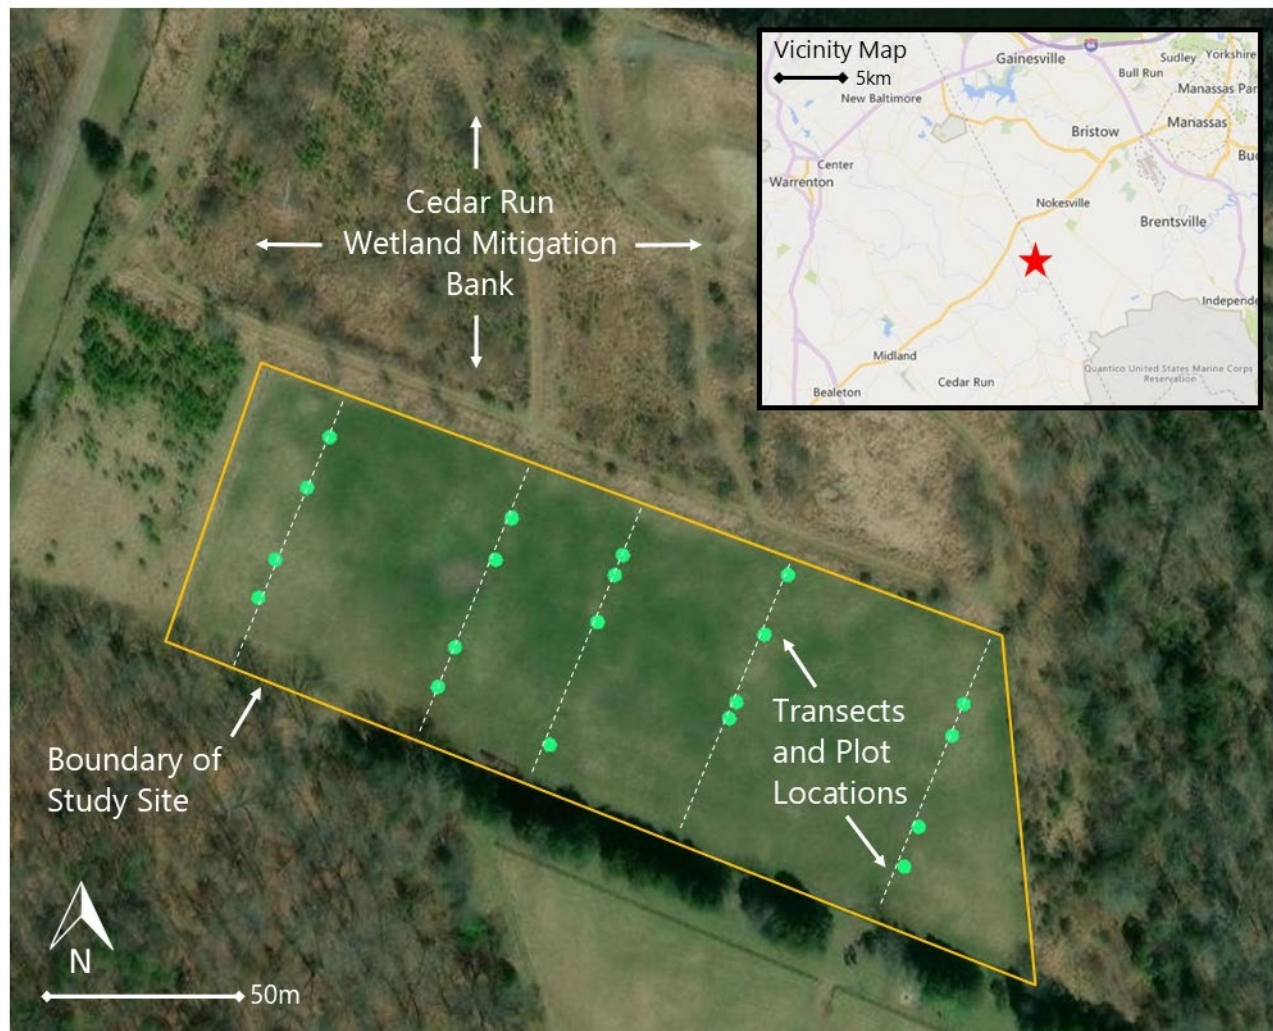 Vicinity Map
5km
Gainesville
Sudley
Yorkshire
Bull Run
New Baltimore
Manassas Par
Manassas
Bristow
Buc
Center
Warrenton
Nokesville
Brentsville
Independe
Midland
Quantico United States Marine Corps
Reservation
Cedar Run
Bealeton
Cedar Run
Wetland Mitigation
Bank
Transects
and Plot
Locations
Boundary of
Study Site
N
50m